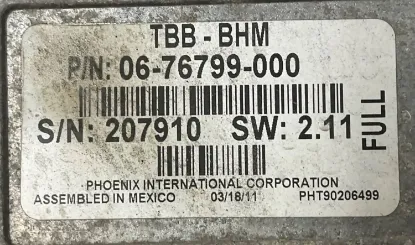 TBB - BHM
P/N: 06-76799-000
S/N: 207910 SW: 2.11
FULL
PHOENIX INTERNATIONAL CORPORATION
ASSEMBLED IN MEXICO 03/18/11 PHT90206499